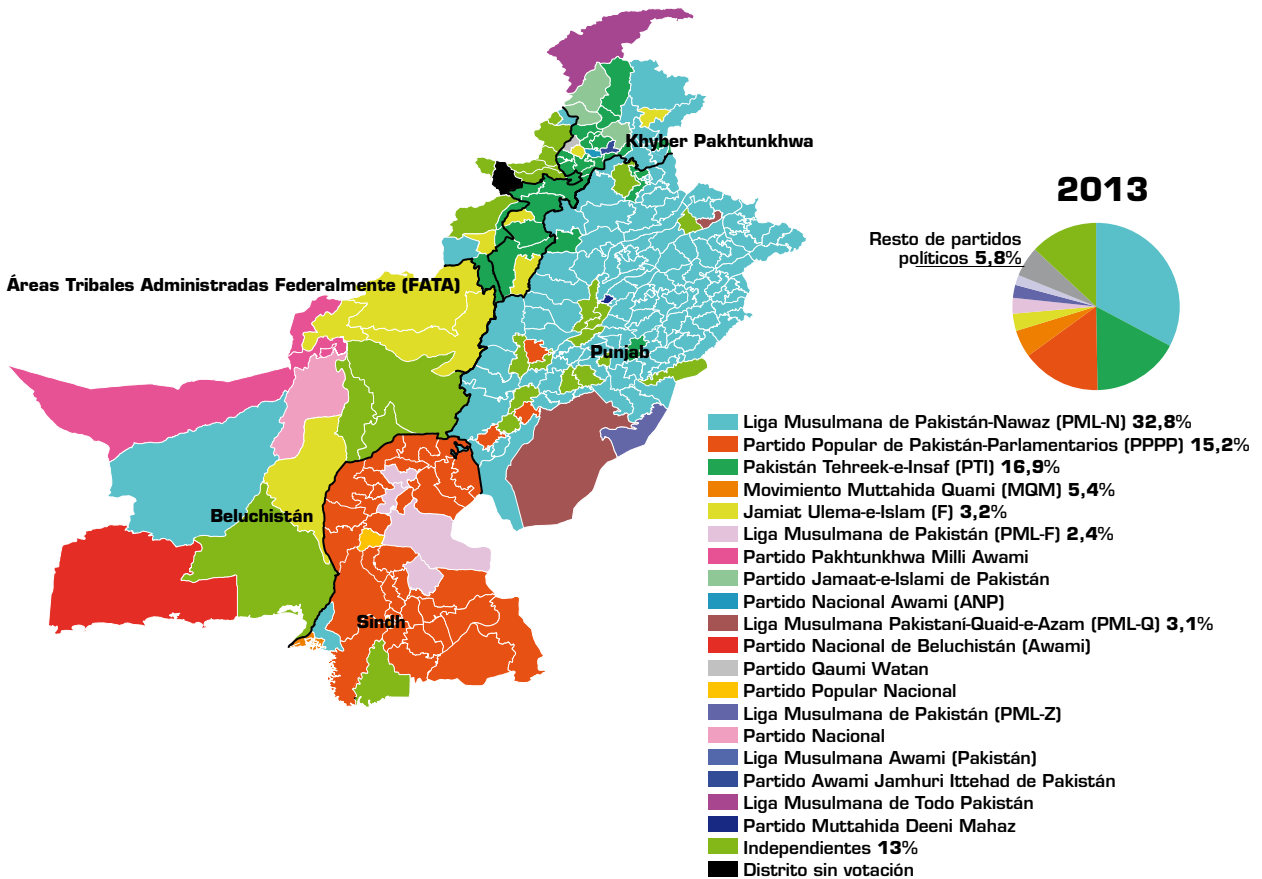 Khyber Pakhtunkhwa
2013
Resto de partidos
políticos 5,8%
Áreas Tribales Administradas Federalmente (FATA)
Punjab
Beluchistán
Sindh
Liga Musulmana de Pakistán-Nawaz (PML-N) 32,8%
Partido Popular de Pakistán-Parlamentarios (PPPP) 15,2%
Pakistán Tehreek-e-Insaf (PTI) 16,9%
Movimiento Muttahida Quami (MQM) 5,4%
Jamiat Ulema-e-Islam (F) 3,2%
Liga Musulmana de Pakistán (PML-F) 2,4%
Partido Pakhtunkhwa Milli Awami
Partido Jamaat-e-Islami de Pakistán
Partido Nacional Awami (ANP)
Liga Musulmana Pakistaní-Quaid-e-Azam (PML-Q) 3,1%
Partido Nacional de Beluchistán (Awami)
Partido Qaumi Watan
Partido Popular Nacional
Liga Musulmana de Pakistán (PML-Z)
Partido Nacional
Liga Musulmana Awami (Pakistán)
Partido Awami Jamhuri Ittehad de Pakistán
Liga Musulmana de Todo Pakistán
Partido Muttahida Deeni Mahaz
Independientes 13%
Distrito sin votación